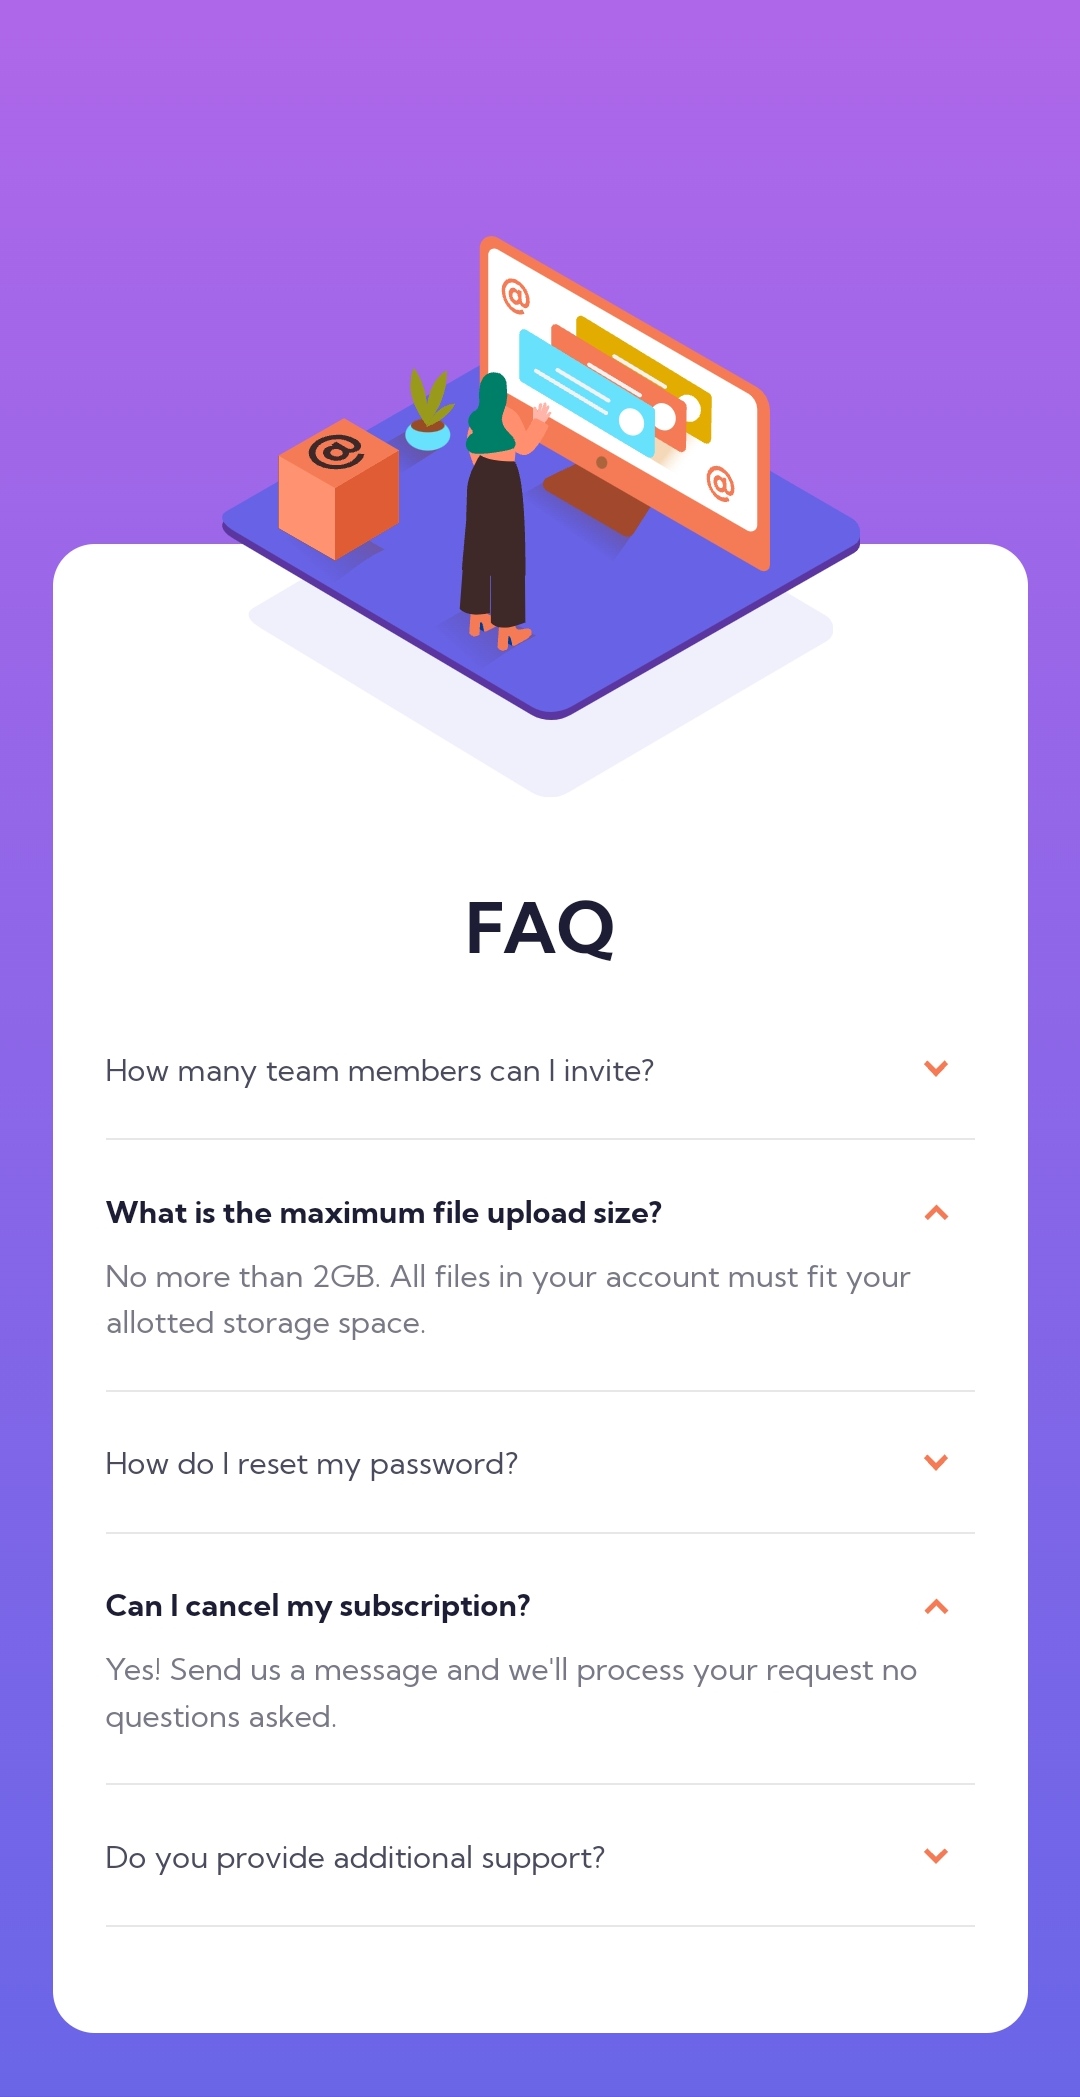 @
@
@
FAQ
How many team members can I invite?
What is the maximum file upload size?
No more than 2GB. All files in your account must fit your
allotted storage space.
How do I reset my password?
Can I cancel my subscription?
Yes! Send us a message and we'll process your request no
questions asked.
Do you provide additional support?